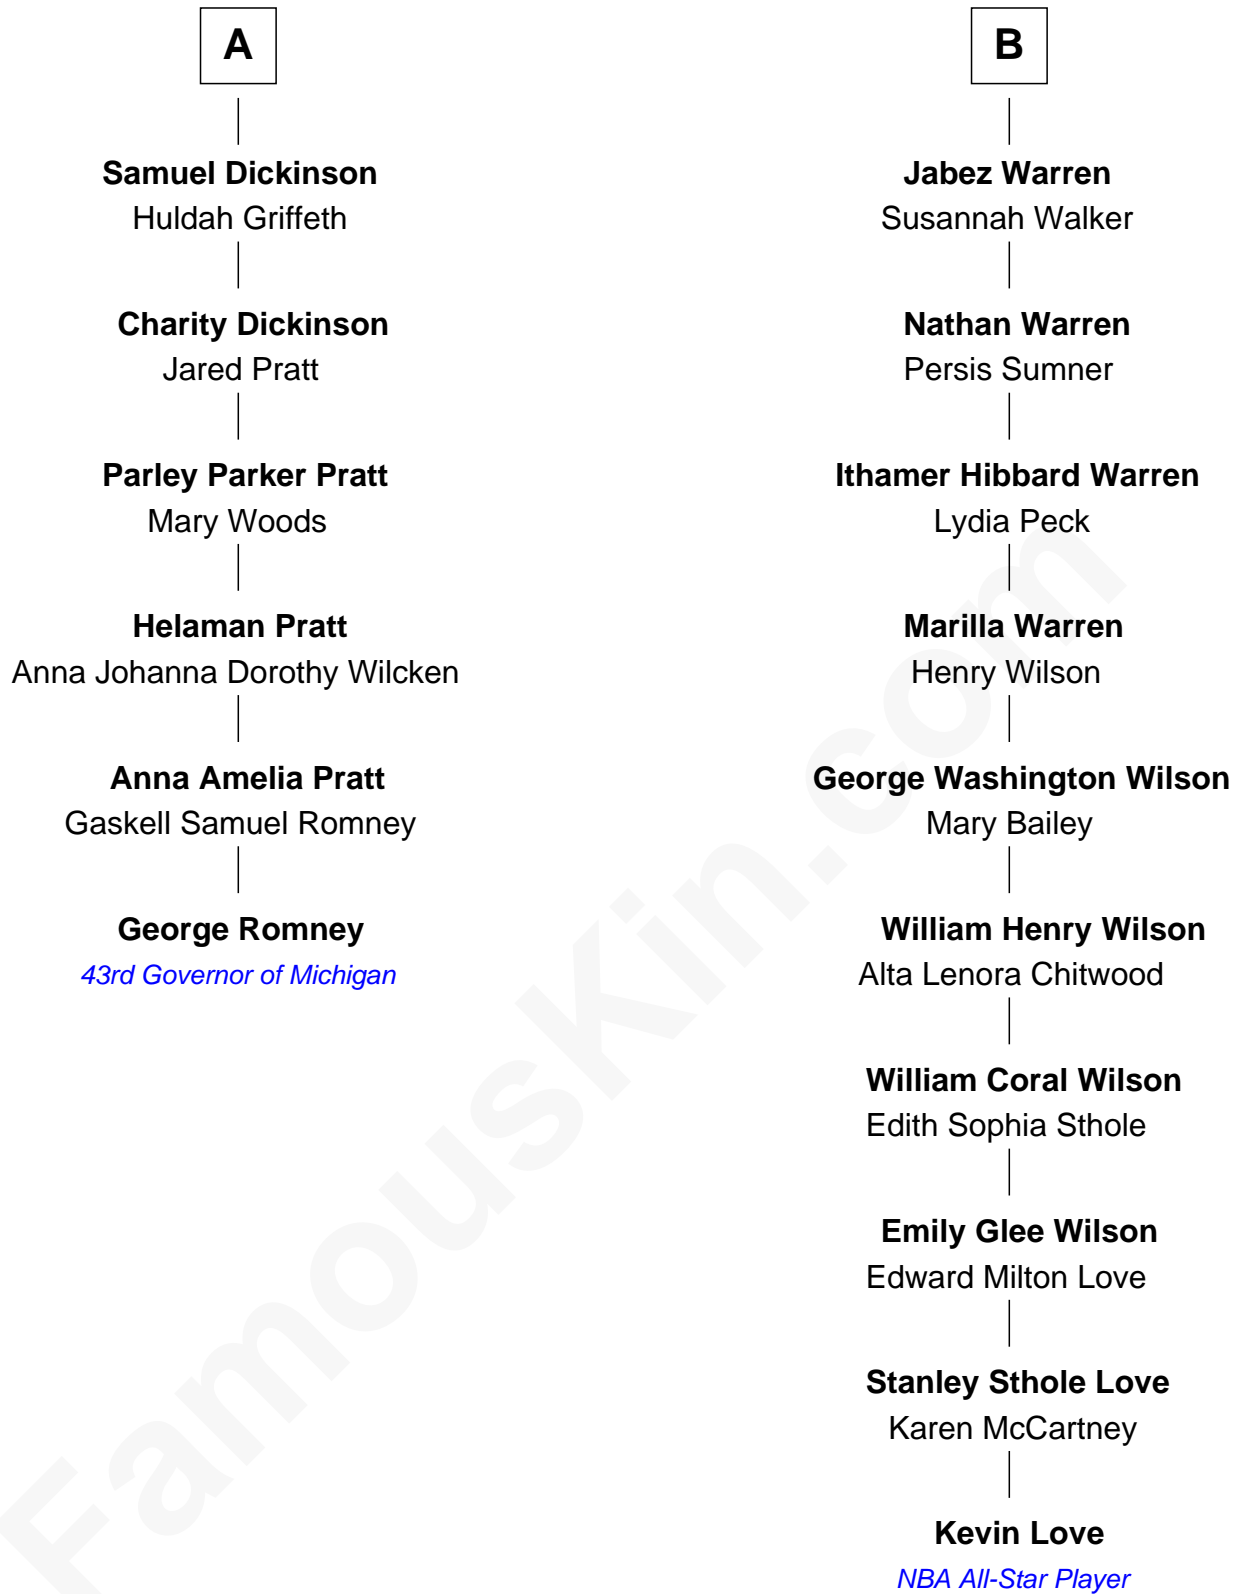 A
Samuel Dickinson
Huldah Griffeth
Charity Dickinson
Jared Pratt
Parley Parker Pratt
Mary Woods
Helaman Pratt
Anna Johanna Dorothy Wilcken
Anna Amelia Pratt
Gaskell Samuel Romney
George Romney
43rd Governor of Michigan
B
Jabez Warren
Susannah Walker
Nathan Warren
Persis Sumner
Ithamer Hibbard Warren
Lydia Peck
Marilla Warren
Henry Wilson
George Washington Wilson
Mary Bailey
William Henry Wilson
Alta Lenora Chitwood
William Coral Wilson
Edith Sophia Sthole
Emily Glee Wilson
Edward Milton Love
Stanley Sthole Love
Karen McCartney
Kevin Love
NBA All-Star Player
FamousKin.com